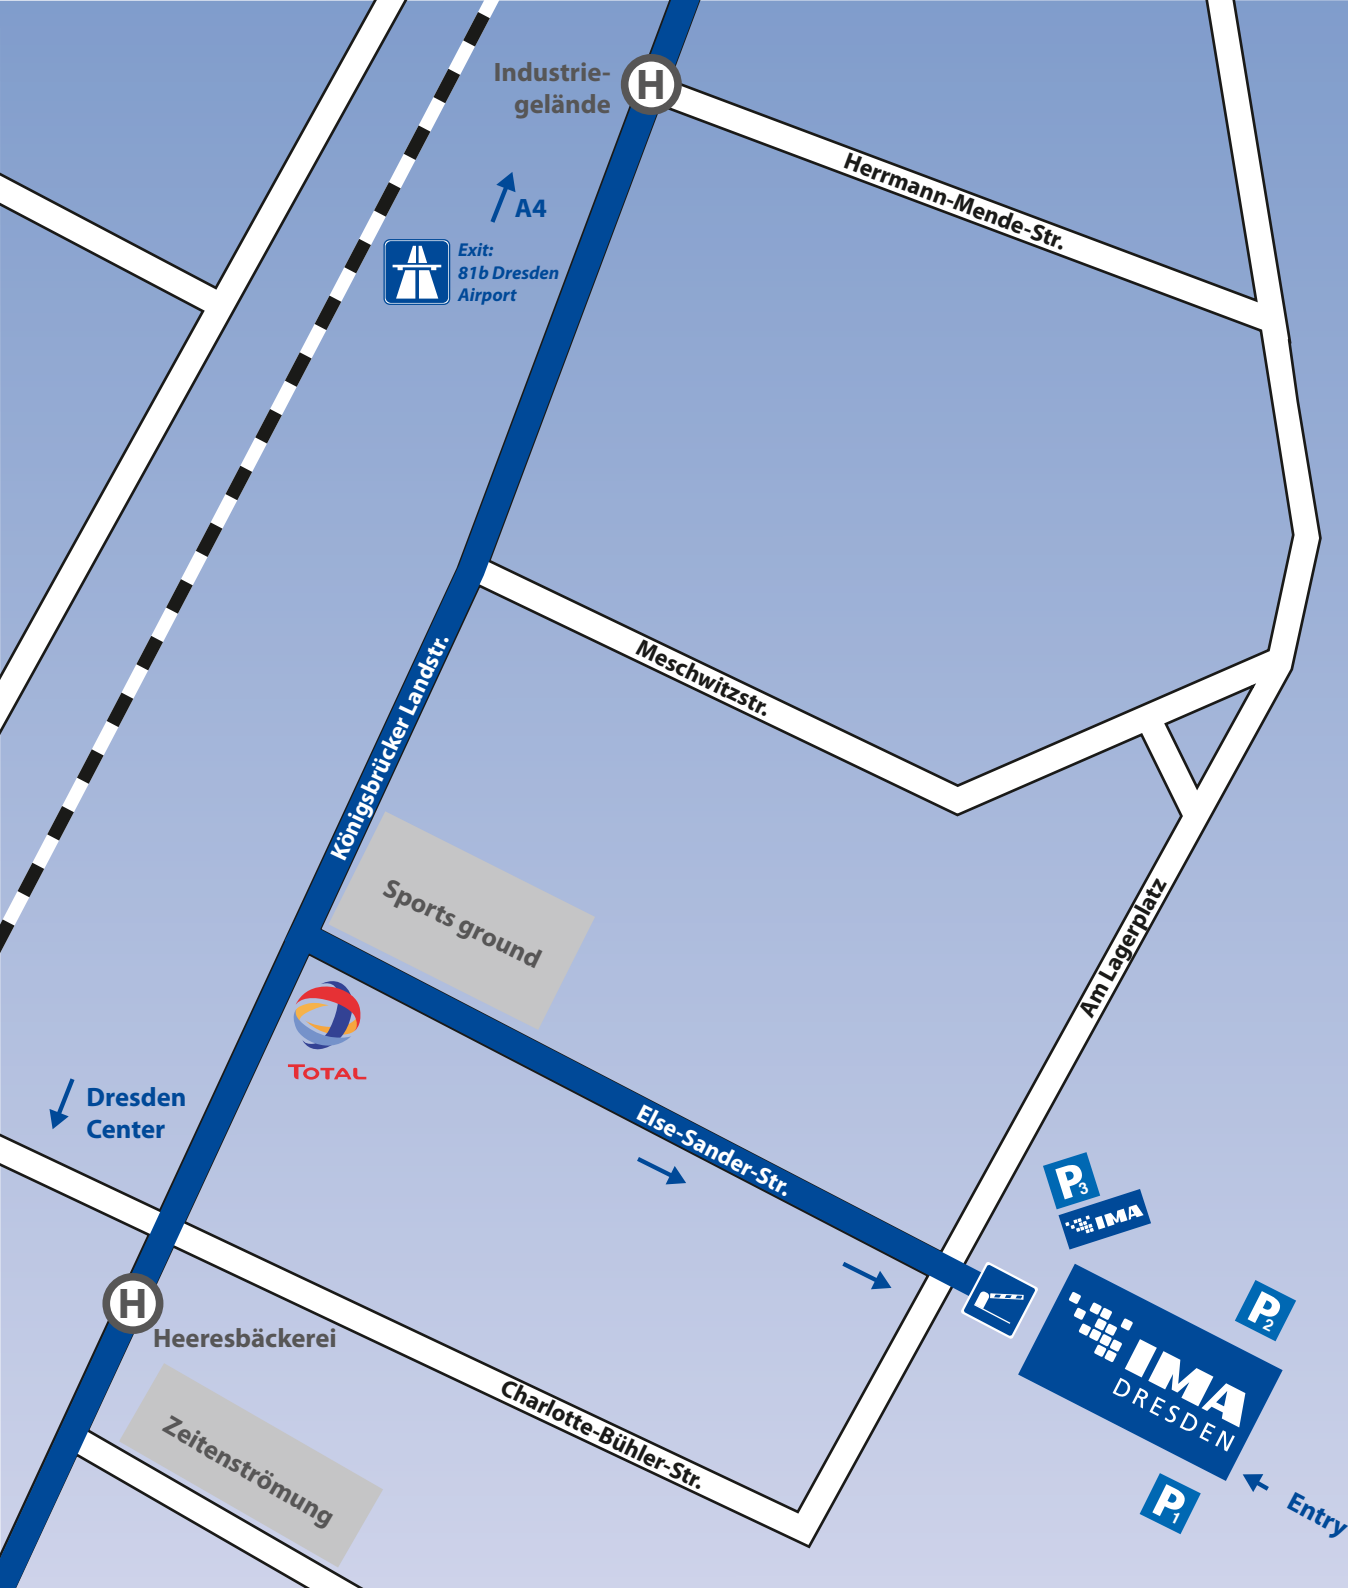 Industrie-
gelände
H
Herrmann-Mende-Str.
A4
Exit:
81b Dresden
Airport
Meschwitzstr.
Königsbrücker Landstr.
Sports ground
Am Lagerplatz
TOTAL
Dresden
Center
Else-Sander-Str.
P3
IMA
H
Heeresbäckerei
P2
IMA
DRESDEN
Charlotte-Bühler-Str.
Zeitenströmung
P1
Entry